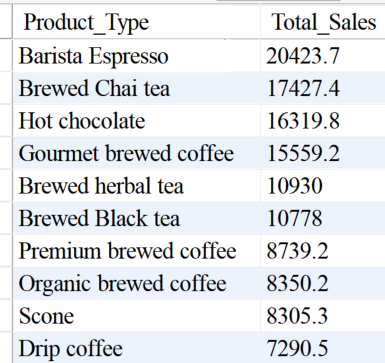 Product_Type Total_Sales
Barista Espresso 20423.7
Brewed Chai tea 17427.4
Hot chocolate 16319.8
Gourmet brewed coffee 15559.2
Brewed herbal tea 10930
Brewed Black tea 10778
Premium brewed coffee 8739.2
Organic brewed coffee 8350.2
Scone 8305.3
Drip coffee 7290.5